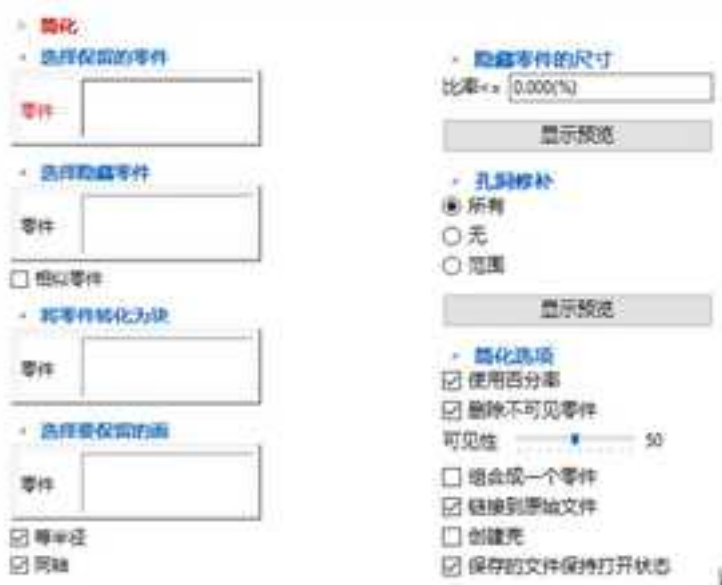 简化
选择保留的零件
零件
选择隐藏零件
零件
相似零件
将零件转化为块
零件
选择要保留的面
零件
等半径
同轴
隐藏零件的尺寸
比率<= 0.000(%)
显示预览
孔洞修补
所有
无
范围
显示预览
简化选项
使用百分率
删除不可见零件
可见性 50
组合成一个零件
链接到原始文件
创建壳
保存的文件保持打开状态